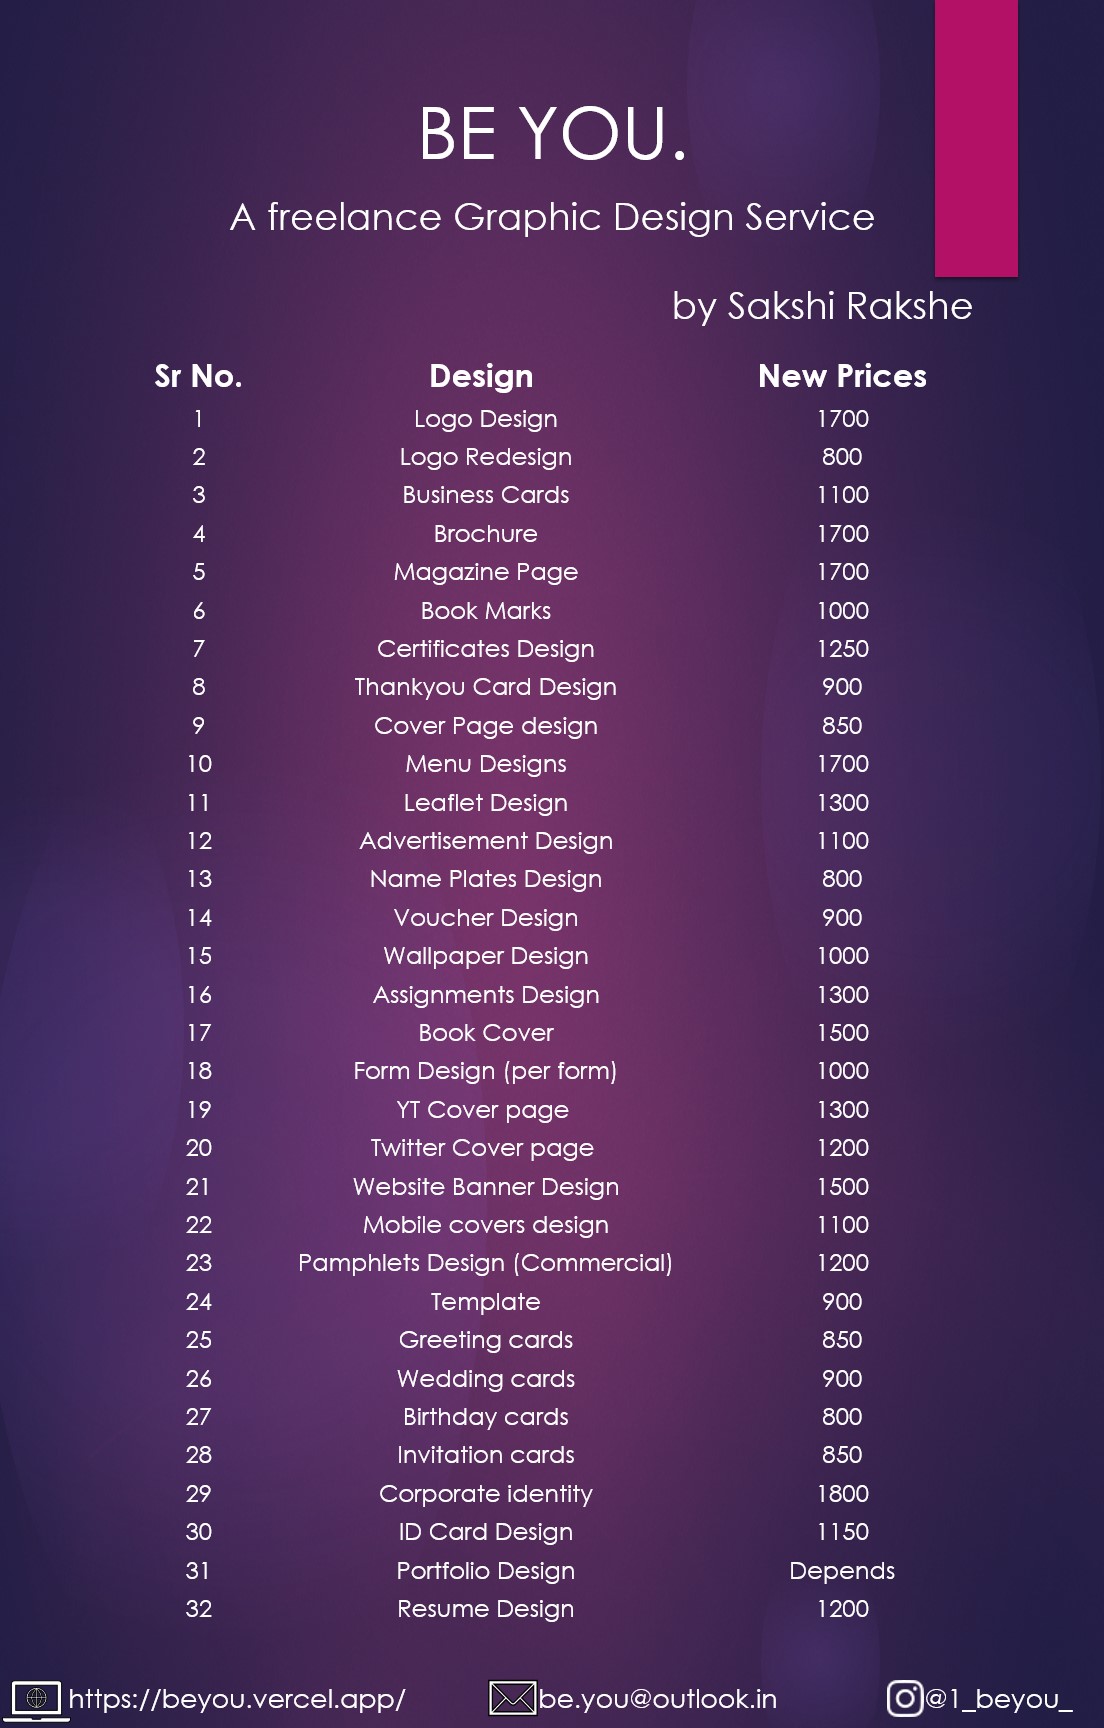 BE YOU.
A freelance Graphic Design Service
by Sakshi Rakshe
Sr No. Design New Prices
1 Logo Design 1700
2 Logo Redesign 800
3 Business Cards 1100
4 Brochure 1700
5 Magazine Page 1700
6 Book Marks 1000
7 Certificates Design 1250
8 Thankyou Card Design 900
9 Cover Page design 850
10 Menu Designs 1700
11 Leaflet Design 1300
12 Advertisement Design 1100
13 Name Plates Design 800
14 Voucher Design 900
15 Wallpaper Design 1000
16 Assignments Design 1300
17 Book Cover 1500
18 Form Design (per form) 1000
19 YT Cover page 1300
20 Twitter Cover page 1200
21 Website Banner Design 1500
22 Mobile covers design 1100
23 Pamphlets Design (Commercial) 1200
24 Template 900
25 Greeting cards 850
26 Wedding cards 900
27 Birthday cards 800
28 Invitation cards 850
29 Corporate identity 1800
30 ID Card Design 1150
31 Portfolio Design Depends
32 Resume Design 1200
https://beyou.vercel.app/ be.you@outlook.in @1_beyou_